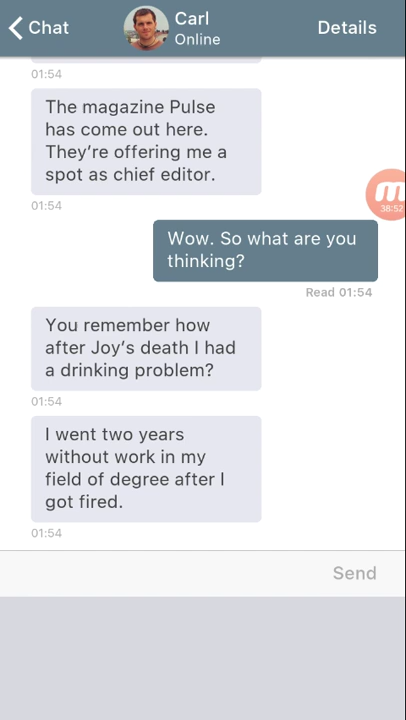 Chat
Carl
Online
Details
01:54
The magazine Pulse
has come out here.
They’re offering me a
spot as chief editor.
01:54
38:52
Wow. So what are you
thinking?
Read 01:54
You remember how
after Joy’s death I had
a drinking problem?
01:54
I went two years
without work in my
field of degree after I
got fired.
01:54
Send